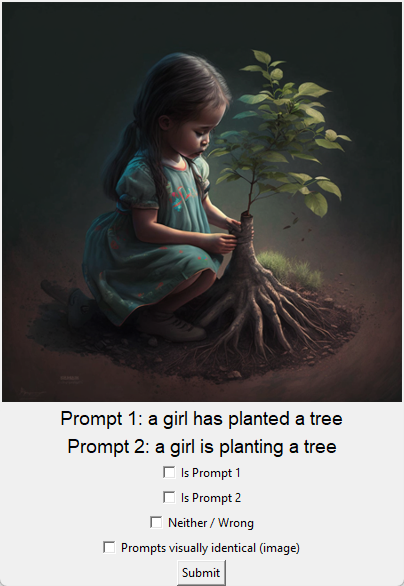 Prompt 1: a girl has planted a tree
Prompt 2: a girl is planting a tree
Is Prompt 1
Is Prompt 2
Neither / Wrong
Prompts visually identical (image)
Submit